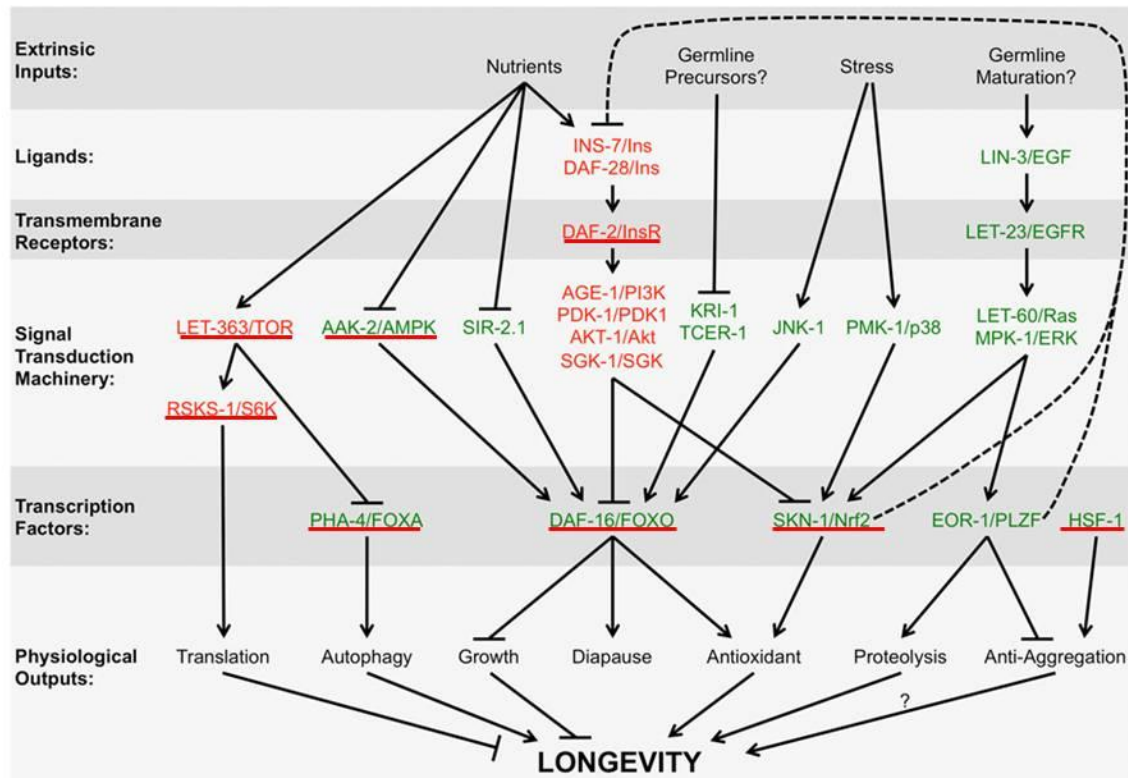 Extrinsic
Inputs:
Nutrients
Germline
Precursors?
Stress
Germline
Maturation?
Ligands:
INS-7/Ins
DAF-28/Ins
LIN-3/EGF
Transmembrane
Receptors:
DAF-2/InsR
LET-23/EGFR
Signal
Transduction
Machinery:
LET-363/TOR
AAK-2/AMPK
SIR-2.1
AGE-1/PI3K
PDK-1/PDK1
AKT-1/Akt
SGK-1/SGK
KRI-1
TCER-1
JNK-1
PMK-1/p38
LET-60/Ras
MPK-1/ERK
RSKS-1/S6K
Transcription
Factors:
PHA-4/FOXA
DAF-16/FOXO
SKN-1/Nrf2
EOR-1/PLZF
HSF-1
Physiological
Outputs:
Translation
Autophagy
Growth
Diapause
Antioxidant
Proteolysis
Anti-Aggregation
?
LONGEVITY